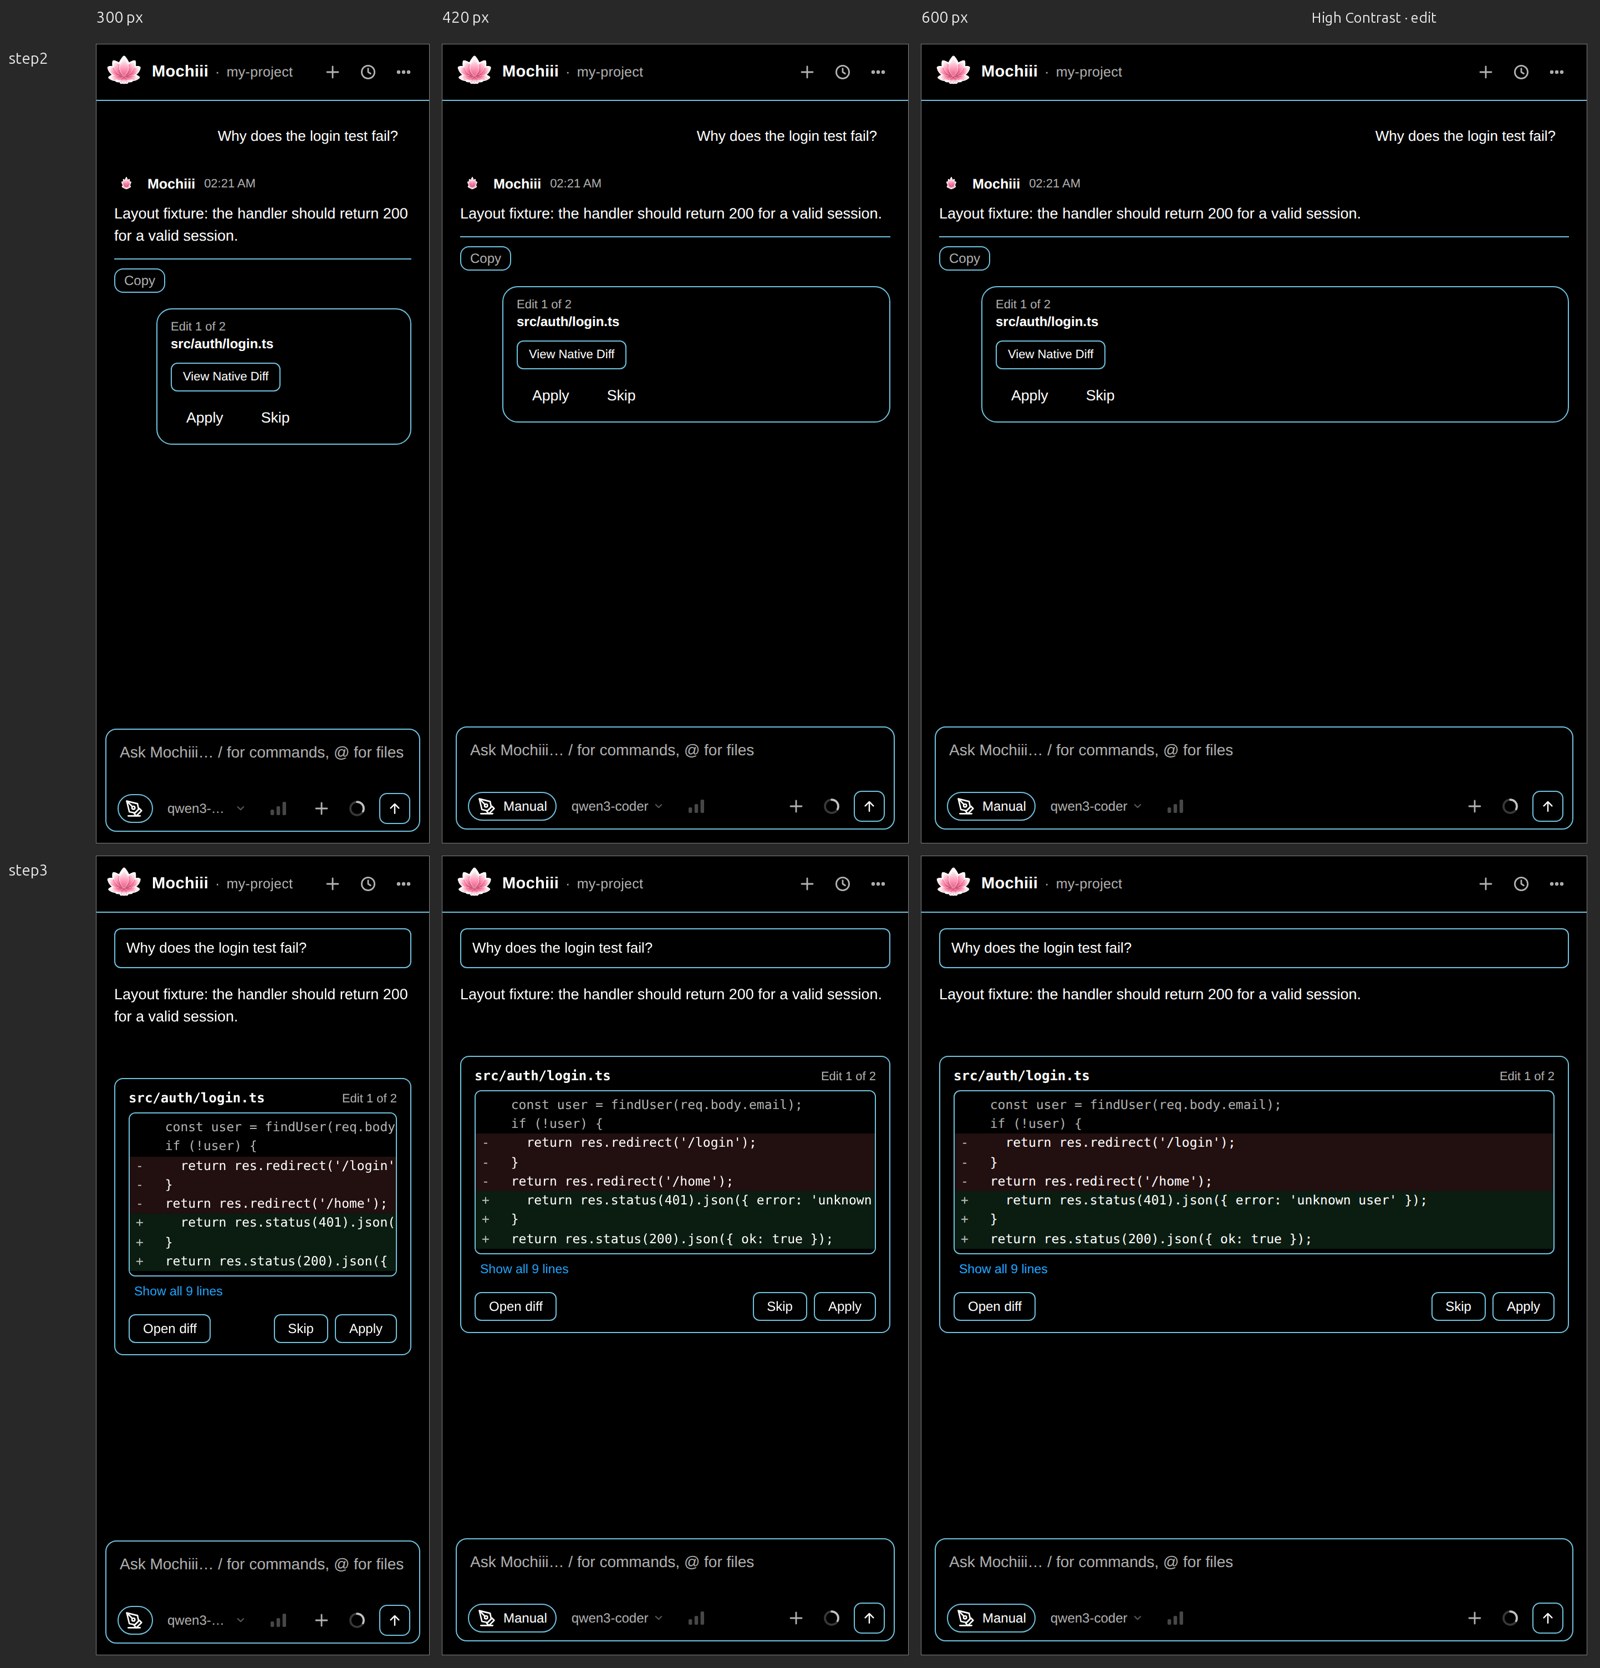 300 px
420 px
600 px
High Contrast · edit
step2
Mochiii · my-project
Why does the login test fail?
Mochiii 02:21 AM
Layout fixture: the handler should return 200
for a valid session.
Copy
Edit 1 of 2
src/auth/login.ts
View Native Diff
Apply Skip
Ask Mochiii… / for commands, @ for files
qwen3-…
Mochiii · my-project
Why does the login test fail?
Mochiii 02:21 AM
Layout fixture: the handler should return 200 for a valid session.
Copy
Edit 1 of 2
src/auth/login.ts
View Native Diff
Apply Skip
Ask Mochiii… / for commands, @ for files
Manual qwen3-coder
Mochiii · my-project
Why does the login test fail?
Mochiii 02:21 AM
Layout fixture: the handler should return 200 for a valid session.
Copy
Edit 1 of 2
src/auth/login.ts
View Native Diff
Apply Skip
Ask Mochiii… / for commands, @ for files
Manual qwen3-coder
step3
Mochiii · my-project
Why does the login test fail?
Layout fixture: the handler should return 200
for a valid session.
src/auth/login.ts Edit 1 of 2
const user = findUser(req.body
if (!user) {
- return res.redirect('/login'
- }
- return res.redirect('/home');
+ return res.status(401).json(
+ }
+ return res.status(200).json({
Show all 9 lines
Open diff Skip Apply
Ask Mochiii… / for commands, @ for files
qwen3-…
Mochiii · my-project
Why does the login test fail?
Layout fixture: the handler should return 200 for a valid session.
src/auth/login.ts Edit 1 of 2
const user = findUser(req.body.email);
if (!user) {
- return res.redirect('/login');
- }
- return res.redirect('/home');
+ return res.status(401).json({ error: 'unknown
+ }
+ return res.status(200).json({ ok: true });
Show all 9 lines
Open diff Skip Apply
Ask Mochiii… / for commands, @ for files
Manual qwen3-coder
Mochiii · my-project
Why does the login test fail?
Layout fixture: the handler should return 200 for a valid session.
src/auth/login.ts Edit 1 of 2
const user = findUser(req.body.email);
if (!user) {
- return res.redirect('/login');
- }
- return res.redirect('/home');
+ return res.status(401).json({ error: 'unknown user' });
+ }
+ return res.status(200).json({ ok: true });
Show all 9 lines
Open diff Skip Apply
Ask Mochiii… / for commands, @ for files
Manual qwen3-coder